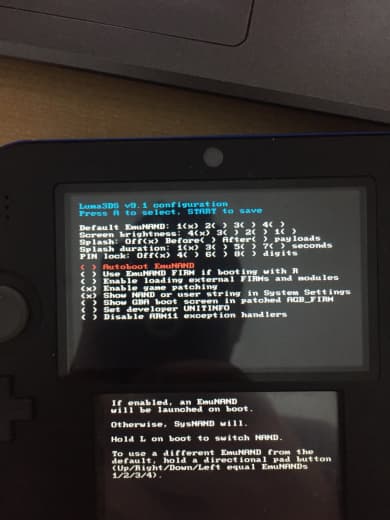 Luma3DS v9.1 configuration
Press A to select, START to save
Default EmuNAND: 1(x) 2( ) 3( ) 4( )
Screen brightness: 4(x) 3( ) 2( ) 1( )
Splash: Off(x) Before( ) After( ) payloads
Splash duration: 1(x) 3( ) 5( ) 7( ) seconds
PIN lock: Off(x) 4( ) 6( ) 8( ) digits
( ) Autoboot EmuNAND
( ) Use EmuNAND FIRM if booting with R
( ) Enable loading external FIRMs and modules
(x) Enable game patching
(x) Show NAND or user string in System Settings
( ) Show GBA boot screen in patched AGB_FIRM
( ) Set developer UNITINFO
( ) Disable ARM11 exception handlers
If enabled, an EmuNAND
will be launched on boot.
Otherwise, SysNAND will.
Hold L on boot to switch NAND.
To use a different EmuNAND from the
default, hold a directional pad button
(Up/Right/Down/Left equal EmuNANDs
1/2/3/4).